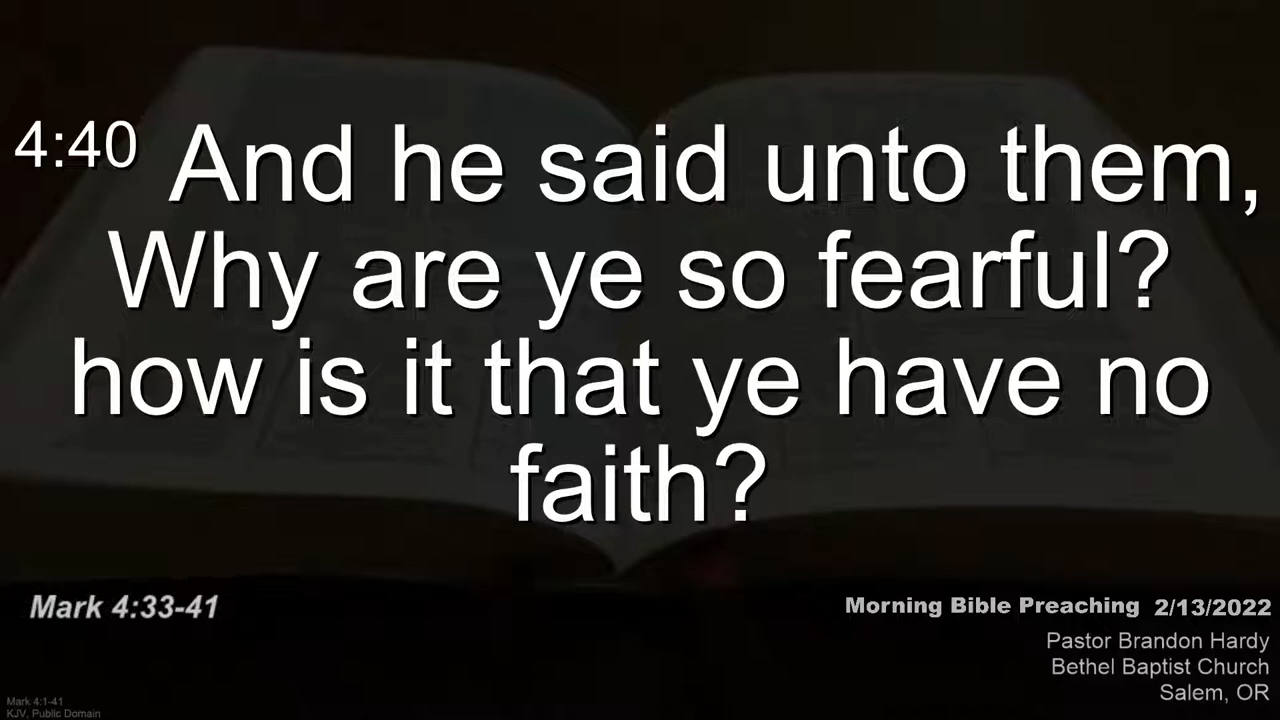 4:40 And he said unto them,
Why are ye so fearful?
how is it that ye have no
faith?
Mark 4:33-41
Morning Bible Preaching 2/13/2022
Pastor Brandon Hardy
Bethel Baptist Church
Salem, OR
Mark 4:1-41
KJV, Public Domain